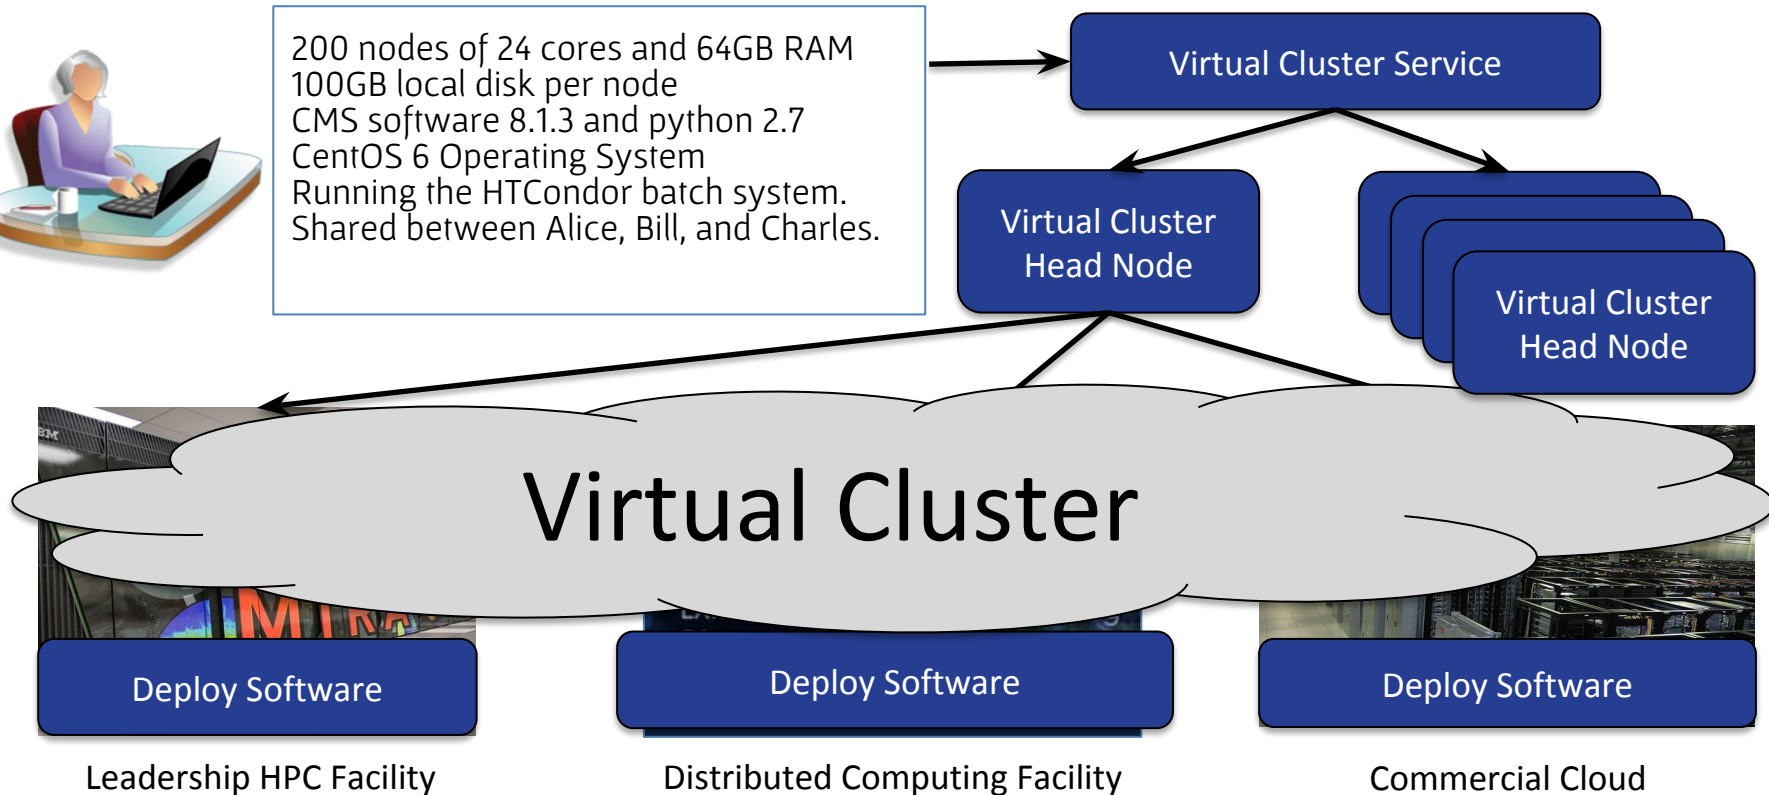 200 nodes of 24 cores and 64GB RAM
100GB local disk per node
CMS software 8.1.3 and python 2.7
CentOS 6 Operating System
Running the HTCondor batch system.
Shared between Alice, Bill, and Charles.
Virtual Cluster Service
Virtual Cluster
Head Node
Virtual Cluster
Head Node
IBM
Virtual Cluster
MIRA
Deploy Software
Deploy Software
Deploy Software
Leadership HPC Facility
Distributed Computing Facility
Commercial Cloud